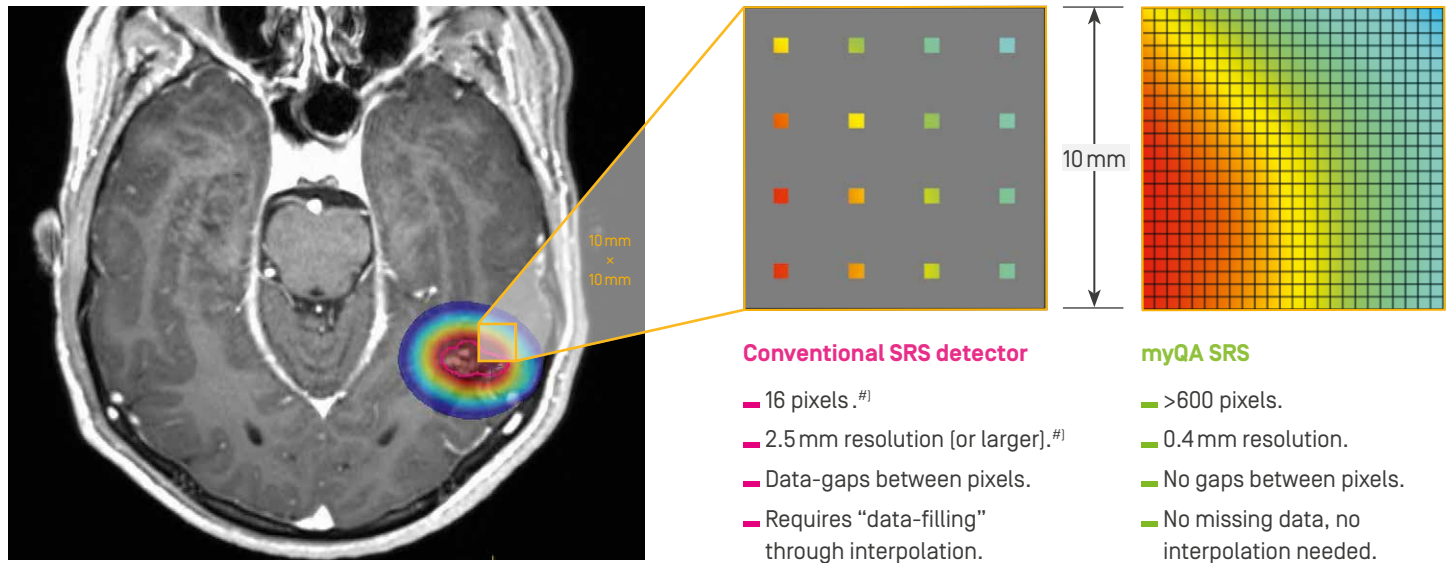 10 mm
×
10 mm
10 mm
Conventional SRS detector
16 pixels.#)
2.5 mm resolution (or larger).#)
Data-gaps between pixels.
Requires “data-filling”
through interpolation.
myQA SRS
>600 pixels.
0.4 mm resolution.
No gaps between pixels.
No missing data, no
interpolation needed.